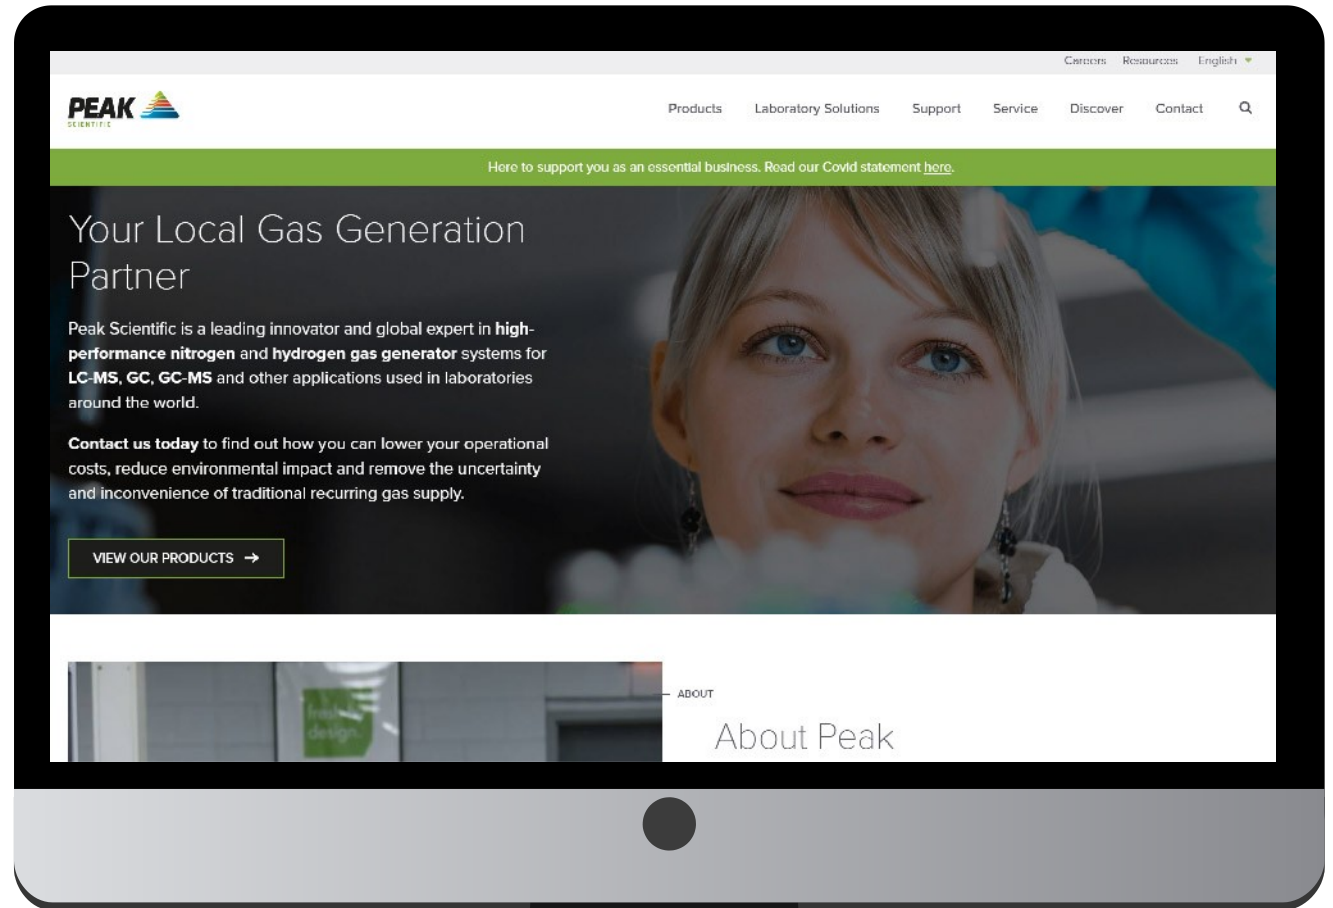 Careers Resources English
PEAK
SCIENTIFIC
Products Laboratory Solutions Support Service Discover Contact
Here to support you as an essential business. Read our Covid statement here.
Your Local Gas Generation
Partner
Peak Scientific is a leading innovator and global expert in high-
performance nitrogen and hydrogen gas generator systems for
LC-MS, GC, GC-MS and other applications used in laboratories
around the world.
Contact us today to find out how you can lower your operational
costs, reduce environmental impact and remove the uncertainty
and inconvenience of traditional recurring gas supply.
VIEW OUR PRODUCTS →
ABOUT
About Peak
design.